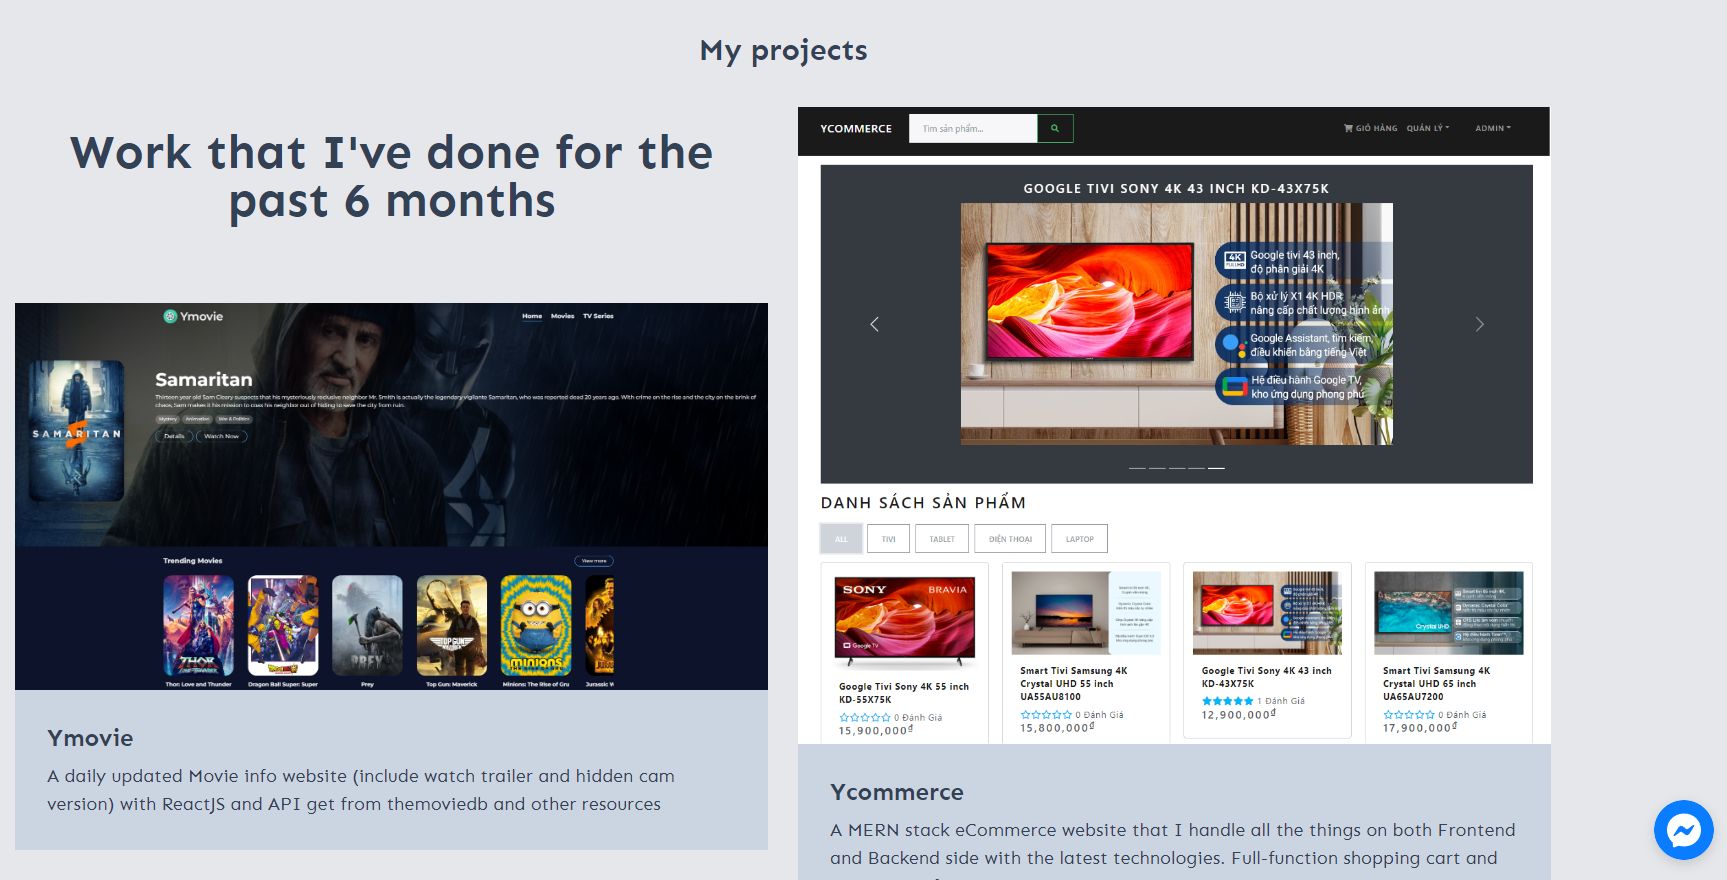 My projects
Work that I've done for the
past 6 months
Ymovie
Home Movies TV Series
SAMARITAN
Samaritan
Thirteen year old Sam Cleary suspects that his mysteriously reclusive neighbor Mr. Smith is actually the legendary vigilante Samaritan, who was reported dead 20 years ago. With crime on the rise and the city on the brink of
chaos, Sam makes it his mission to coax his neighbor out of hiding to save the city from ruin.
Mystery Animation War & Politics
Details Watch Now
Trending Movies
View more
THOR
PREY
TOP GUN
MINIONS
Thor: Love and Thunder Dragon Ball Super: Super Prey Top Gun: Maverick Minions: The Rise of Gru Jurassic W
Ymovie
A daily updated Movie info website (include watch trailer and hidden cam
version) with ReactJS and API get from themoviedb and other resources
YCOMMERCE
Tìm sản phẩm...
GIỎ HÀNG QUẢN LÝ ADMIN
GOOGLE TIVI SONY 4K 43 INCH KD-43X75K
4K
Google tivi 43 inch,
độ phân giải 4K
Bộ xử lý X1 4K HDR
nâng cấp chất lượng hình ảnh
Google Assistant, tìm kiếm,
điều khiển bằng tiếng Việt
Hệ điều hành Google TV,
kho ứng dụng phong phú
DANH SÁCH SẢN PHẨM
ALL TIVI TABLET ĐIỆN THOẠI LAPTOP
SONY BRAVIA
Google TV
Google Tivi Sony 4K 55 inch
KD-55X75K
0 Đánh Giá
15,900,000₫
Smart Tivi Samsung 4K
Crystal UHD 55 inch
UA55AU8100
0 Đánh Giá
15,800,000₫
Google Tivi Sony 4K 43 inch
KD-43X75K
1 Đánh Giá
12,900,000₫
Crystal UHD
Smart Tivi Samsung 4K
Crystal UHD 65 inch
UA65AU7200
0 Đánh Giá
17,900,000₫
Ycommerce
A MERN stack eCommerce website that I handle all the things on both Frontend
and Backend side with the latest technologies. Full-function shopping cart and